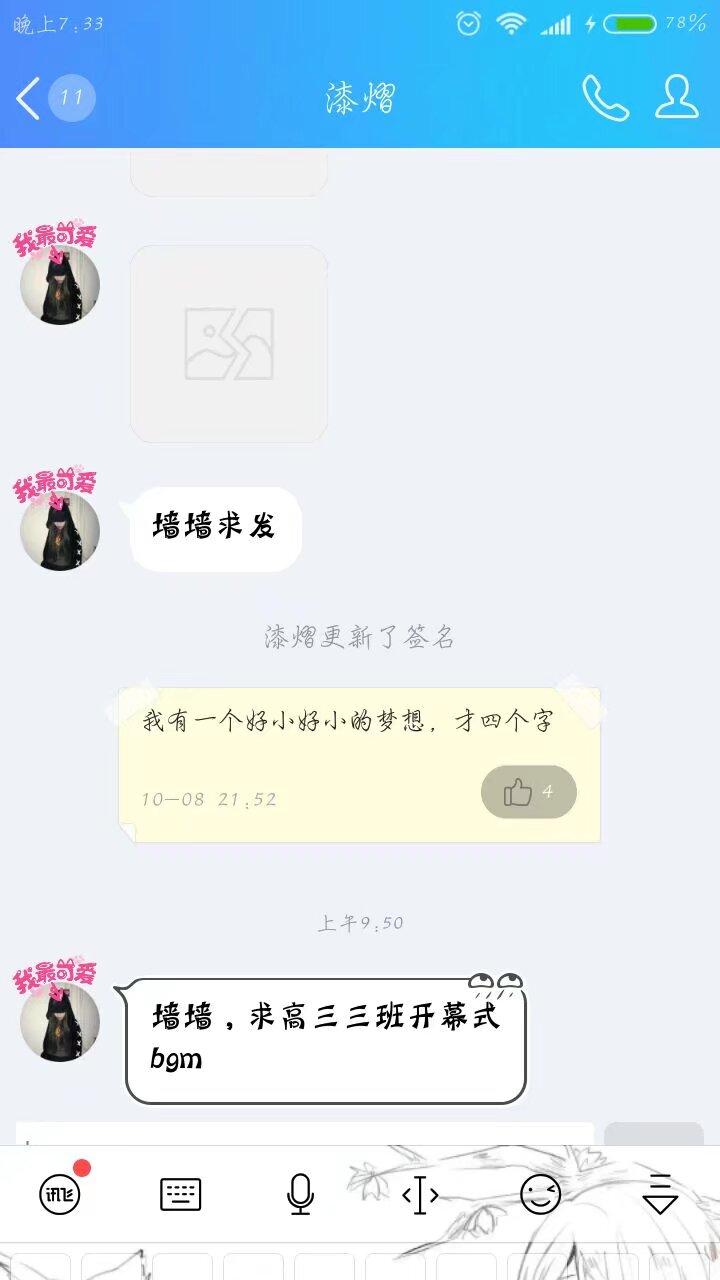 晚上7:33
78%
11
漆熠
我最可爱
我最可爱
墙墙求发
漆熠更新了签名
我有一个好小好小的梦想，才四个字
10-08 21:52
4
上午9:50
我最可爱
墙墙，求高三三班开幕式
bgm
讯飞